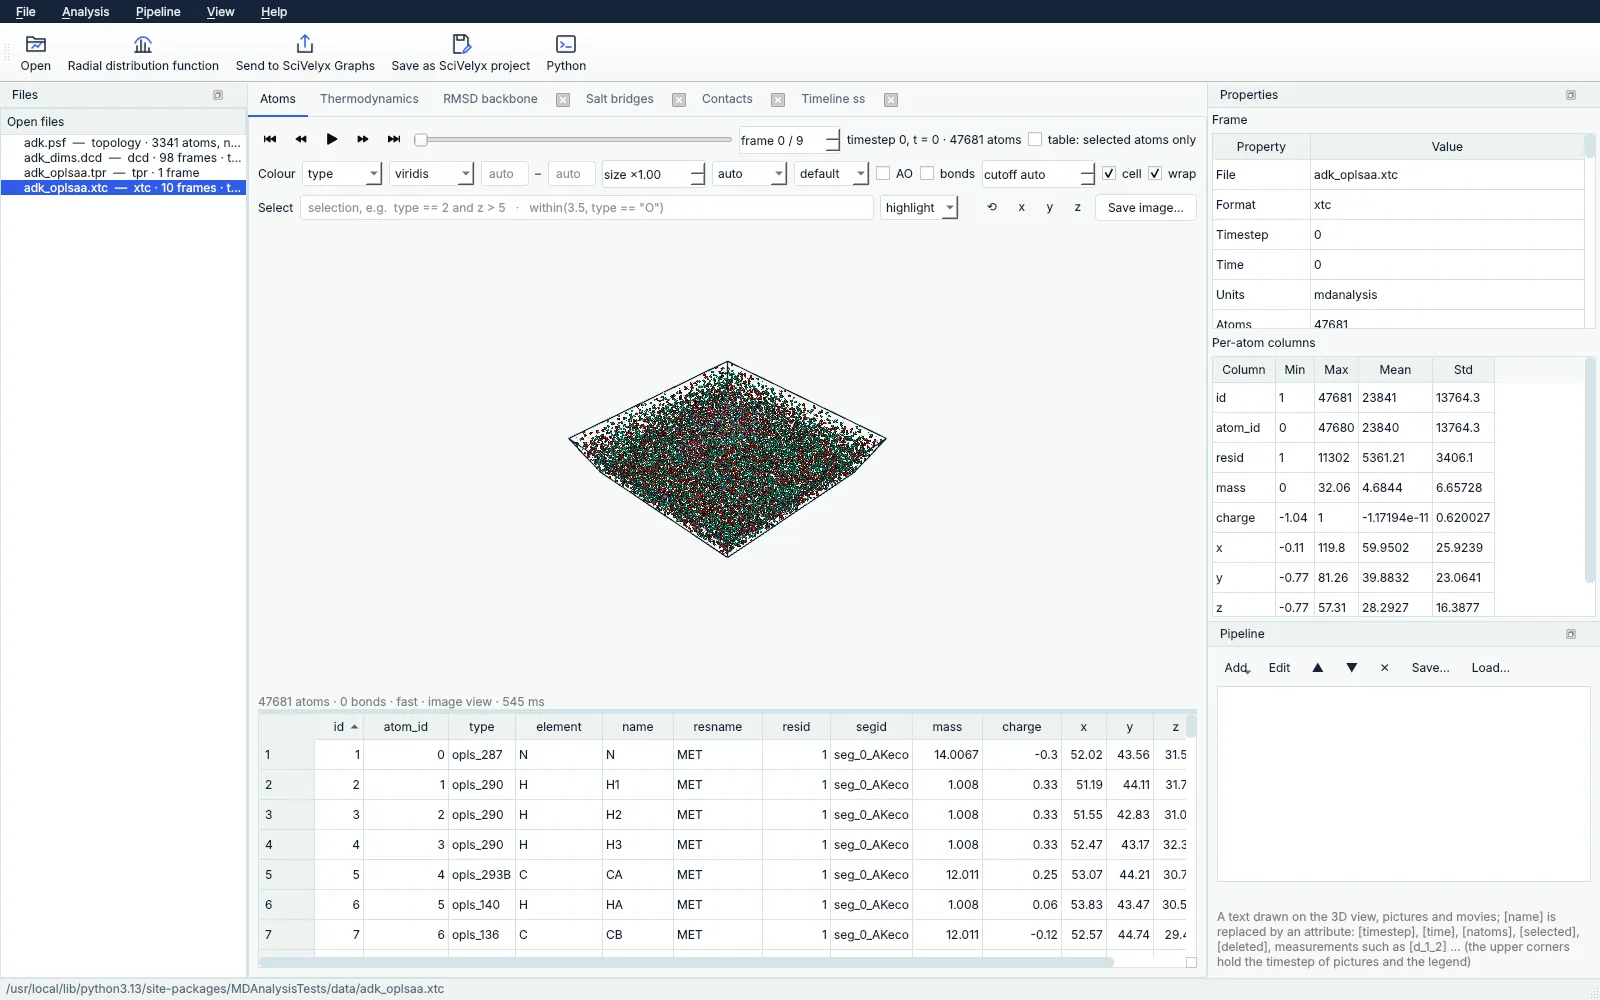 File Analysis Pipeline View Help
Open Radial distribution function Send to SciVelyx Graphs Save as SciVelyx project Python
Files
Open files
adk.psf — topology · 3341 atoms, n...
adk_dims.dcd — dcd · 98 frames · t...
adk_oplsaa.tpr — tpr · 1 frame
adk_oplsaa.xtc — xtc · 10 frames · t...
Atoms Thermodynamics RMSD backbone Salt bridges Contacts Timeline ss
frame 0 / 9 timestep 0, t = 0 · 47681 atoms table: selected atoms only
Colour type viridis auto – auto size ×1.00 auto default AO bonds cutoff auto cell wrap
Select selection, e.g. type == 2 and z > 5 · within(3.5, type == "O") highlight ⟲ x y z Save image...
47681 atoms · 0 bonds · fast · image view · 545 ms
id atom_id type element name resname resid segid mass charge x y z
1 1 0 opls_287 N N MET 1 seg_0_AKeco 14.0067 -0.3 52.02 43.56 31.5
2 2 1 opls_290 H H1 MET 1 seg_0_AKeco 1.008 0.33 51.19 44.11 31.7
3 3 2 opls_290 H H2 MET 1 seg_0_AKeco 1.008 0.33 51.55 42.83 31.0
4 4 3 opls_290 H H3 MET 1 seg_0_AKeco 1.008 0.33 52.47 43.17 32.3
5 5 4 opls_293B C CA MET 1 seg_0_AKeco 12.011 0.25 53.07 44.21 30.7
6 6 5 opls_140 H HA MET 1 seg_0_AKeco 1.008 0.06 53.83 43.47 30.5
7 7 6 opls_136 C CB MET 1 seg_0_AKeco 12.011 -0.12 52.57 44.74 29.4
Properties
Frame
Property Value
File adk_oplsaa.xtc
Format xtc
Timestep 0
Time 0
Units mdanalysis
Atoms 47681
Per-atom columns
Column Min Max Mean Std
id 1 47681 23841 13764.3
atom_id 0 47680 23840 13764.3
resid 1 11302 5361.21 3406.1
mass 0 32.06 4.6844 6.65728
charge -1.04 1 -1.17194e-11 0.620027
x -0.11 119.8 59.9502 25.9239
y -0.77 81.26 39.8832 23.0641
z -0.77 57.31 28.2927 16.3877
Pipeline
Add Edit ▲ ▼ × Save... Load...
A text drawn on the 3D view, pictures and movies; [name] is
replaced by an attribute: [timestep], [time], [natoms], [selected],
[deleted], measurements such as [d_1_2] ... (the upper corners
hold the timestep of pictures and the legend)
/usr/local/lib/python3.13/site-packages/MDAnalysisTests/data/adk_oplsaa.xtc